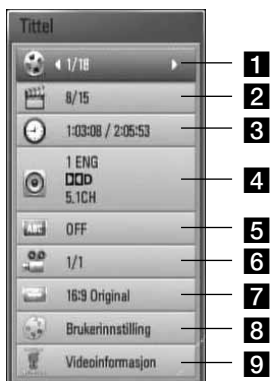 Tittel
1/18
1
8/15
2
1:03:08 / 2:05:53
3
1 ENG
D
5.1CH
4
ABC
OFF
5
1/1
6
16:9 Original
7
Brukerinnstilling
8
Videoinformasjon
9